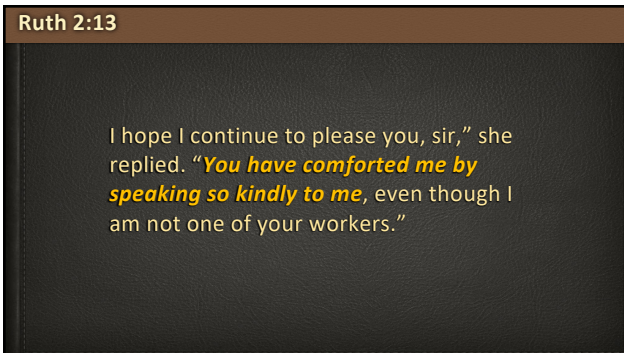 Ruth 2:13
I hope I continue to please you, sir,” she
replied. “You have comforted me by
speaking so kindly to me, even though I
am not one of your workers.”